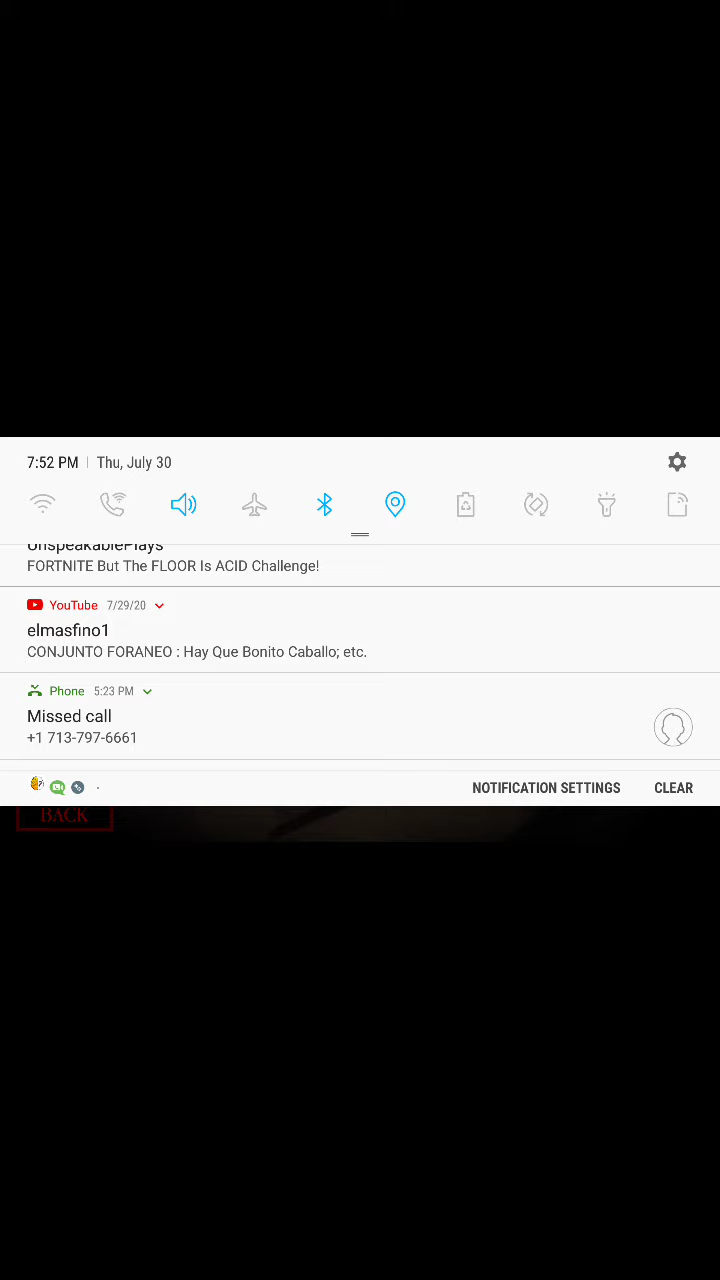 7:52 PM | Thu, July 30
UnspeakablePlays
FORTNITE But The FLOOR Is ACID Challenge!
YouTube 7/29/20
elmasfino1
CONJUNTO FORANEO : Hay Que Bonito Caballo; etc.
Phone 5:23 PM
Missed call
+1 713-797-6661
NOTIFICATION SETTINGS CLEAR
BACK